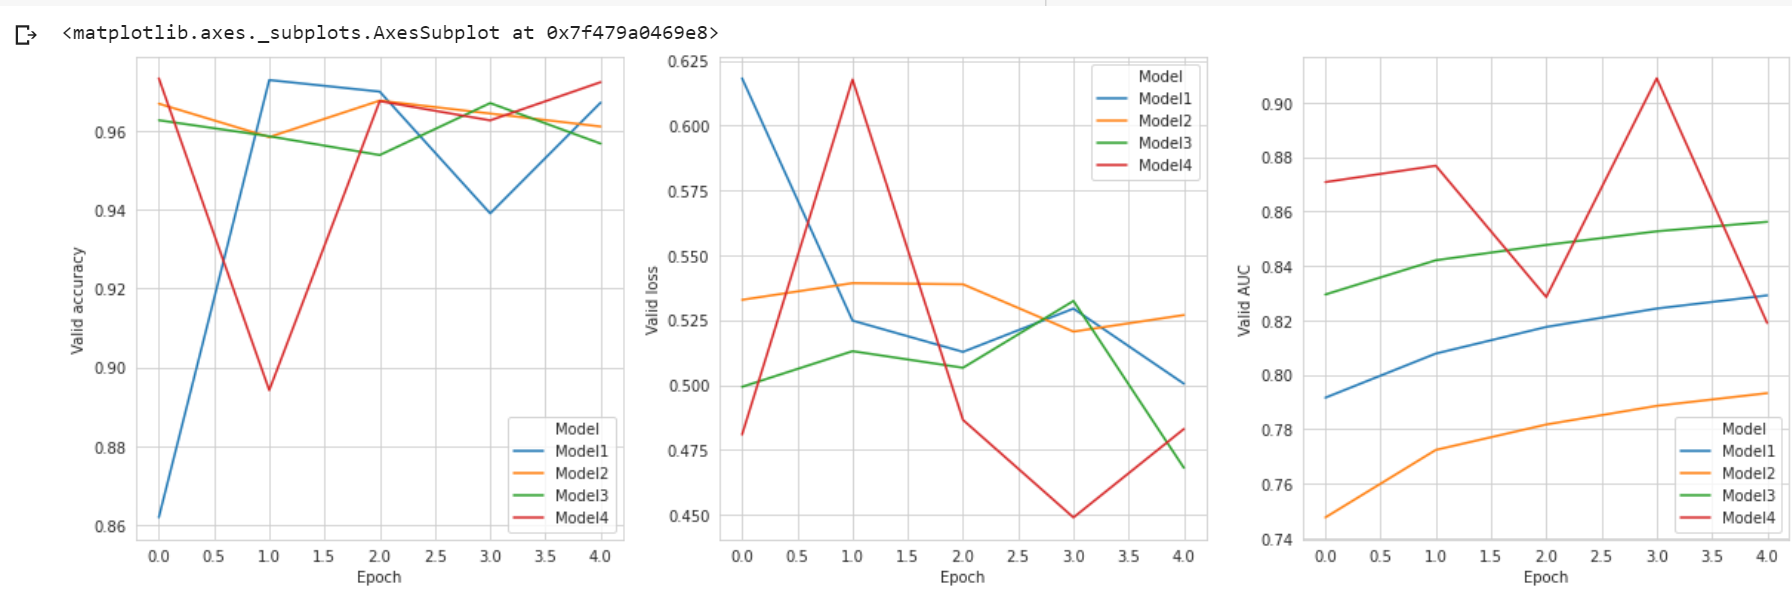 <matplotlib.axes._subplots.AxesSubplot at 0x7f479a0469e8>
Valid accuracy
0.96
0.94
0.92
0.90
0.88
0.86
Model
Model1
Model2
Model3
Model4
0.0 0.5 1.0 1.5 2.0 2.5 3.0 3.5 4.0
Epoch
Valid loss
0.625
0.600
0.575
0.550
0.525
0.500
0.475
0.450
Model
Model1
Model2
Model3
Model4
0.0 0.5 1.0 1.5 2.0 2.5 3.0 3.5 4.0
Epoch
Valid AUC
0.90
0.88
0.86
0.84
0.82
0.80
0.78
0.76
0.74
Model
Model1
Model2
Model3
Model4
0.0 0.5 1.0 1.5 2.0 2.5 3.0 3.5 4.0
Epoch